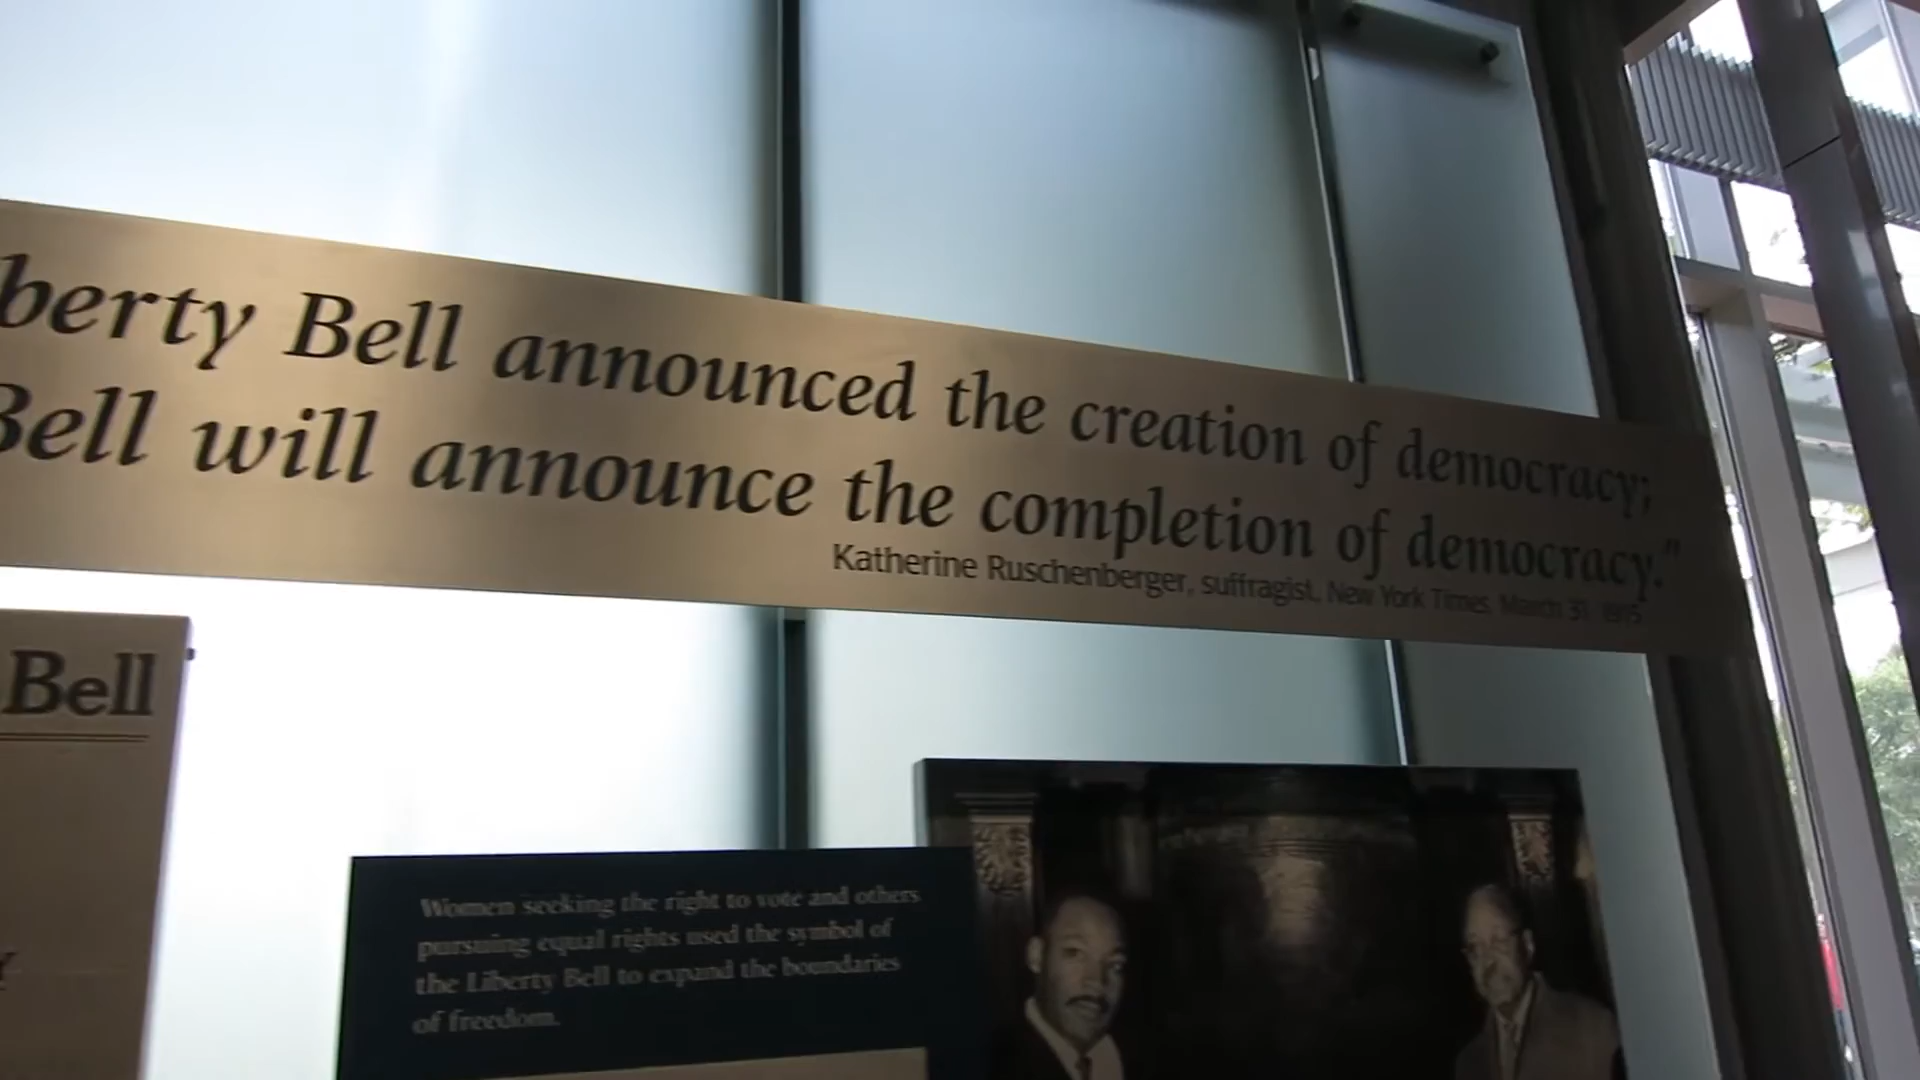 berty Bell announced the creation of democracy;
Bell will announce the completion of democracy."
Katherine Ruschenberger, suffragist, New York Times, March 31, 1915
Bell
Women seeking the right to vote and others
pursuing equal rights used the symbol of
the Liberty Bell to expand the boundaries
of freedom.